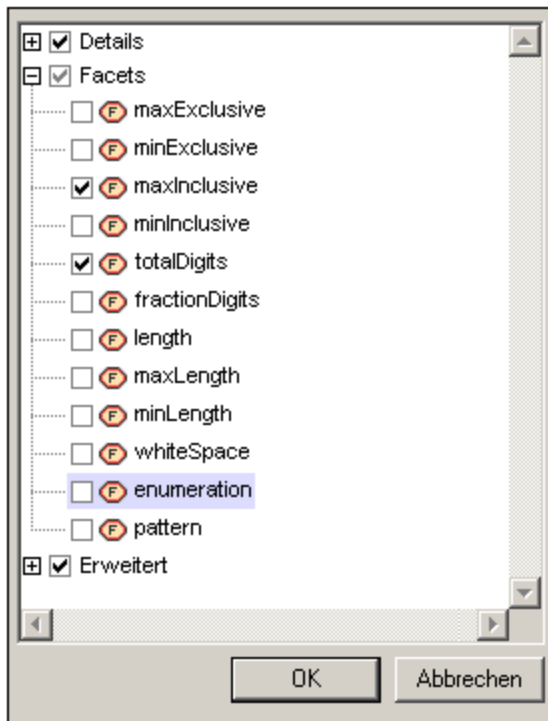 Details
Facets
F maxExclusive
F minExclusive
F maxInclusive
F minInclusive
F totalDigits
F fractionDigits
F length
F maxLength
F minLength
F whiteSpace
F enumeration
F pattern
Erweitert
OK Abbrechen